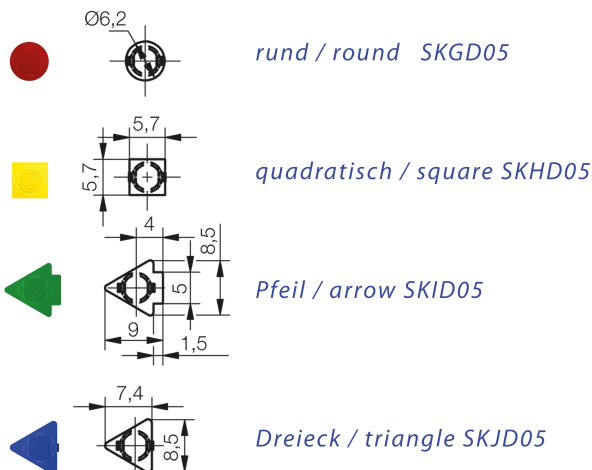 Ø6,2
rund / round SKGD05
5,7
5,7
quadratisch / square SKHD05
4
8,5
5
Pfeil / arrow SKID05
9
1,5
7,4
8,5
Dreieck / triangle SKJD05